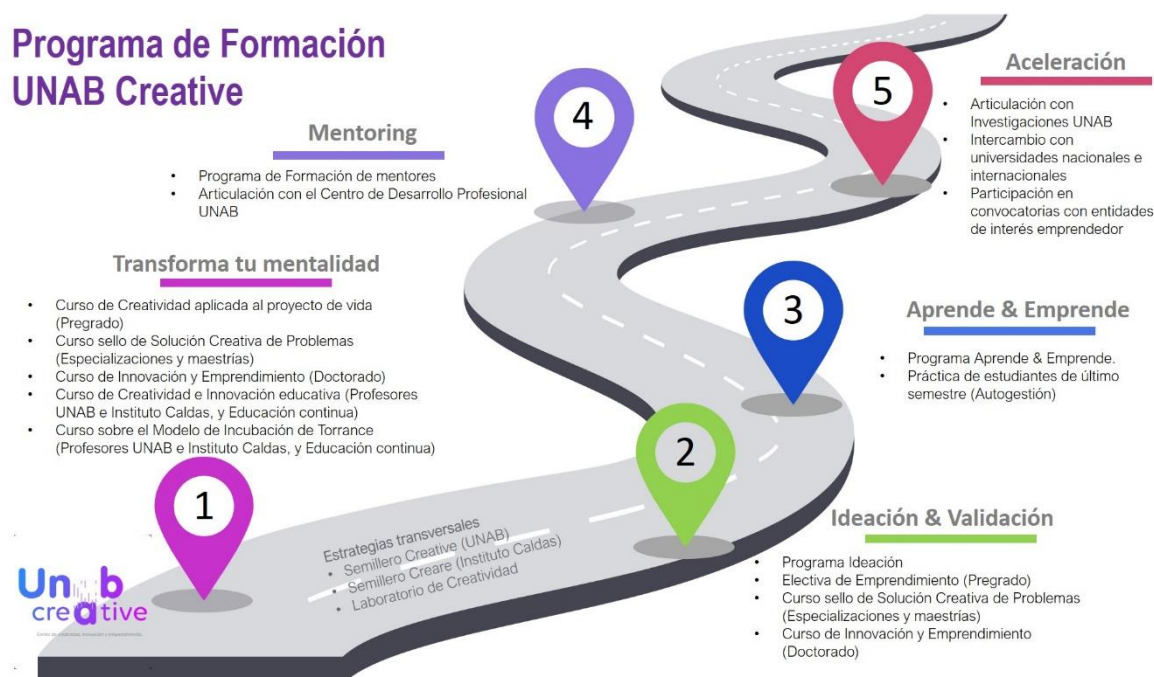 Programa de Formación
UNAB Creative
1
Transforma tu mentalidad
• Curso de Creatividad aplicada al proyecto de vida
(Pregrado)
• Curso sello de Solución Creativa de Problemas
(Especializaciones y maestrías)
• Curso de Innovación y Emprendimiento (Doctorado)
• Curso de Creatividad e Innovación educativa (Profesores
UNAB e Instituto Caldas, y Educación continua)
• Curso sobre el Modelo de Incubación de Torrance
(Profesores UNAB e Instituto Caldas, y Educación continua)
Estrategias transversales
• Semillero Creative (UNAB)
• Semillero Creare (Instituto Caldas)
• Laboratorio de Creatividad
2
Ideación & Validación
• Programa Ideación
• Electiva de Emprendimiento (Pregrado)
• Curso sello de Solución Creativa de Problemas
(Especializaciones y maestrías)
• Curso de Innovación y Emprendimiento
(Doctorado)
3
Aprende & Emprende
• Programa Aprende & Emprende.
• Práctica de estudiantes de último
semestre (Autogestión)
4
Mentoring
• Programa de Formación de mentores
• Articulación con el Centro de Desarrollo Profesional
UNAB
5
Aceleración
• Articulación con
Investigaciones UNAB
• Intercambio con
universidades nacionales e
internacionales
• Participación en
convocatorias con entidades
de interés emprendedor
Unab
creative